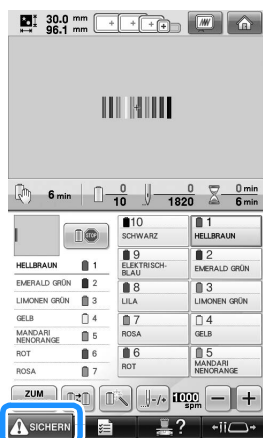 30.0 mm
96.1 mm
6 min
0
10
0
1820
0 min
6 min
STOP
HELLBRAUN 1
EMERALD GRÜN 2
LIMONEN GRÜN 3
GELB 4
MANDARI
NENORANGE 5
ROT 6
ROSA 7
10
SCHWARZ
1
HELLBRAUN
9
ELEKTRISCH-
BLAU
2
EMERALD GRÜN
8
LILA
3
LIMONEN GRÜN
7
ROSA
4
GELB
6
ROT
5
MANDARI
NENORANGE
ZUM
-/+
1000
spm
- +
SICHERN
?